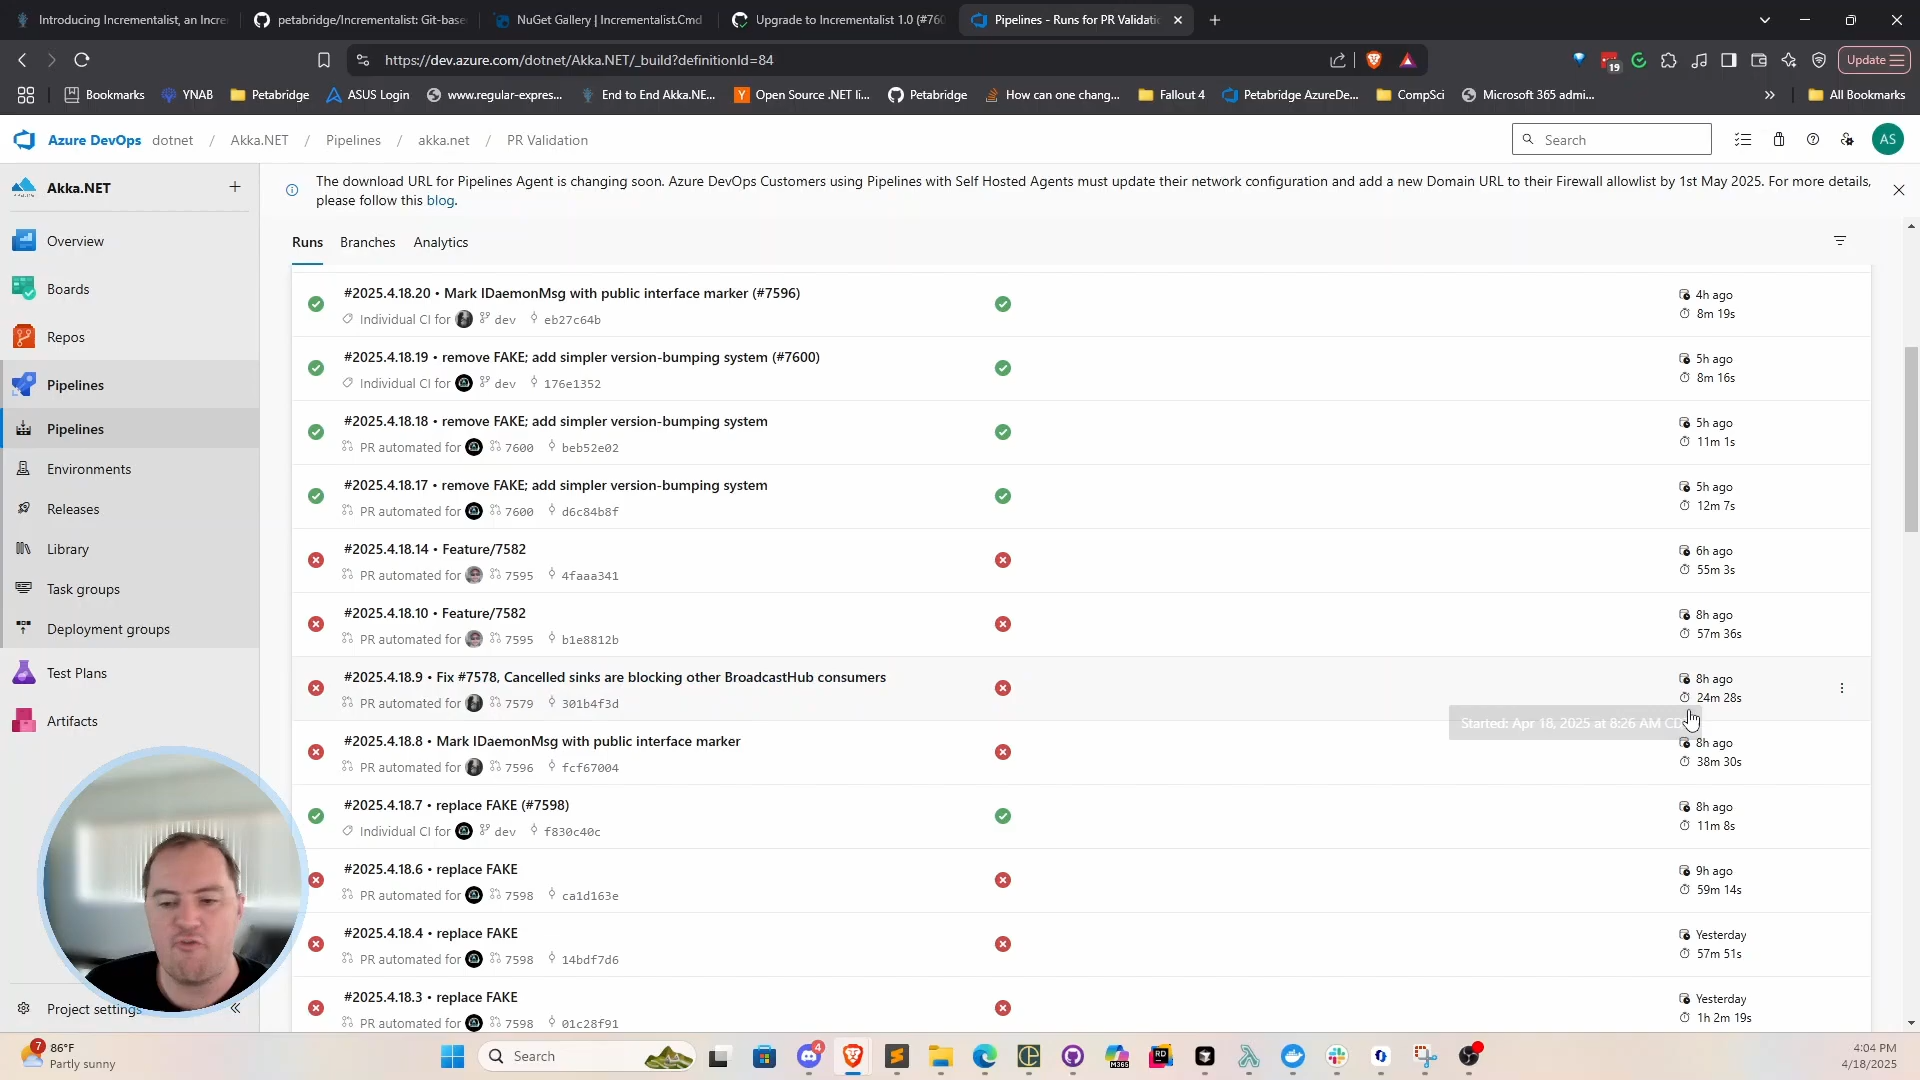 Introducing Incrementalist, an Incre
petabridge/Incrementalist: Git-base
NuGet Gallery | Incrementalist.Cmd
Upgrade to Incrementalist 1.0 (#760
Pipelines - Runs for PR Validati
https://dev.azure.com/dotnet/Akka.NET/_build?definitionId=84
19
Update
Bookmarks
YNAB
Petabridge
ASUS Login
www.regular-expres...
End to End Akka.NE...
Open Source .NET li...
Petabridge
How can one chang...
Fallout 4
Petabridge AzureDe...
CompSci
Microsoft 365 admi...
All Bookmarks
Azure DevOps dotnet / Akka.NET / Pipelines / akka.net / PR Validation
Search
AS
Akka.NET
Overview
Boards
Repos
Pipelines
Pipelines
Environments
Releases
Library
Task groups
Deployment groups
Test Plans
Artifacts
Project settings
The download URL for Pipelines Agent is changing soon. Azure DevOps Customers using Pipelines with Self Hosted Agents must update their network configuration and add a new Domain URL to their Firewall allowlist by 1st May 2025. For more details,
please follow this blog.
Runs Branches Analytics
#2025.4.18.20 • Mark IDaemonMsg with public interface marker (#7596)
Individual CI for dev eb27c64b
4h ago
8m 19s
#2025.4.18.19 • remove FAKE; add simpler version-bumping system (#7600)
Individual CI for dev 176e1352
5h ago
8m 16s
#2025.4.18.18 • remove FAKE; add simpler version-bumping system
PR automated for 7600 beb52e02
5h ago
11m 1s
#2025.4.18.17 • remove FAKE; add simpler version-bumping system
PR automated for 7600 d6c84b8f
5h ago
12m 7s
#2025.4.18.14 • Feature/7582
PR automated for 7595 4faaa341
6h ago
55m 3s
#2025.4.18.10 • Feature/7582
PR automated for 7595 b1e8812b
8h ago
57m 36s
#2025.4.18.9 • Fix #7578, Cancelled sinks are blocking other BroadcastHub consumers
PR automated for 7579 301b4f3d
8h ago
24m 28s
Started: Apr 18, 2025 at 8:26 AM CD
#2025.4.18.8 • Mark IDaemonMsg with public interface marker
PR automated for 7596 fcf67004
8h ago
38m 30s
#2025.4.18.7 • replace FAKE (#7598)
Individual CI for dev f830c40c
8h ago
11m 8s
#2025.4.18.6 • replace FAKE
PR automated for 7598 ca1d163e
9h ago
59m 14s
#2025.4.18.4 • replace FAKE
PR automated for 7598 14bdf7d6
Yesterday
57m 51s
#2025.4.18.3 • replace FAKE
PR automated for 7598 01c28f91
Yesterday
1h 2m 19s
7
86°F
Partly sunny
Search
4
M365
RD
4:04 PM
4/18/2025